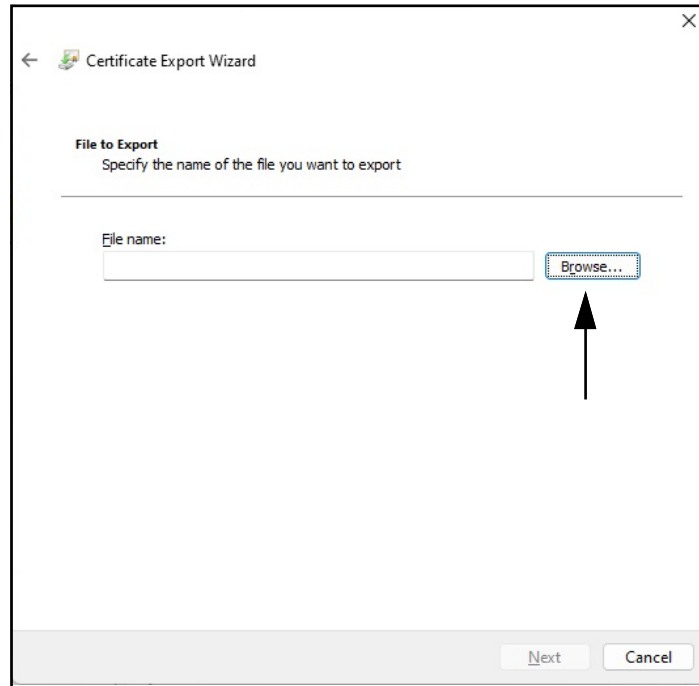 Certificate Export Wizard
File to Export
Specify the name of the file you want to export
File name:
Browse...
Next
Cancel